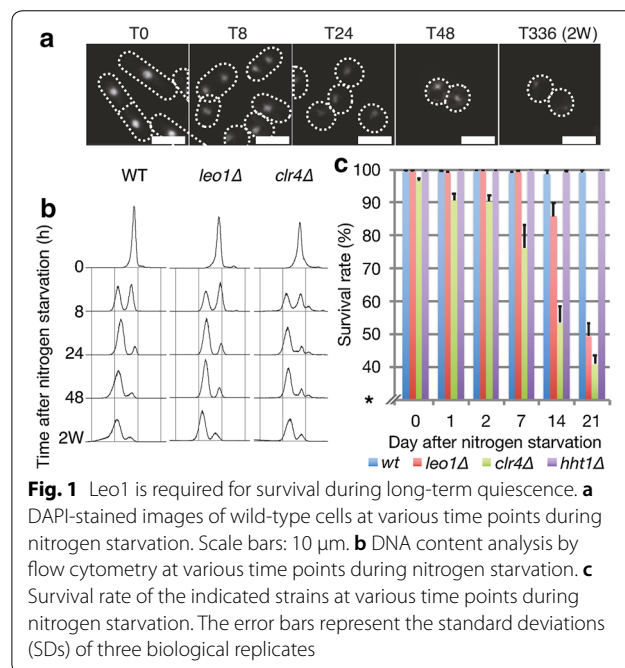 a
T0 T8 T24 T48 T336 (2W)
b
WT leo1Δ clr4Δ
Time after nitrogen starvation (h)
0
8
24
48
2W
c
Survival rate (%)
100
90
80
70
60
50
40
*
0 1 2 7 14 21
Day after nitrogen starvation
wt leo1Δ clr4Δ hht1Δ
Fig. 1 Leo1 is required for survival during long-term quiescence. a
DAPI-stained images of wild-type cells at various time points during
nitrogen starvation. Scale bars: 10 μm. b DNA content analysis by
flow cytometry at various time points during nitrogen starvation. c
Survival rate of the indicated strains at various time points during
nitrogen starvation. The error bars represent the standard deviations
(SDs) of three biological replicates